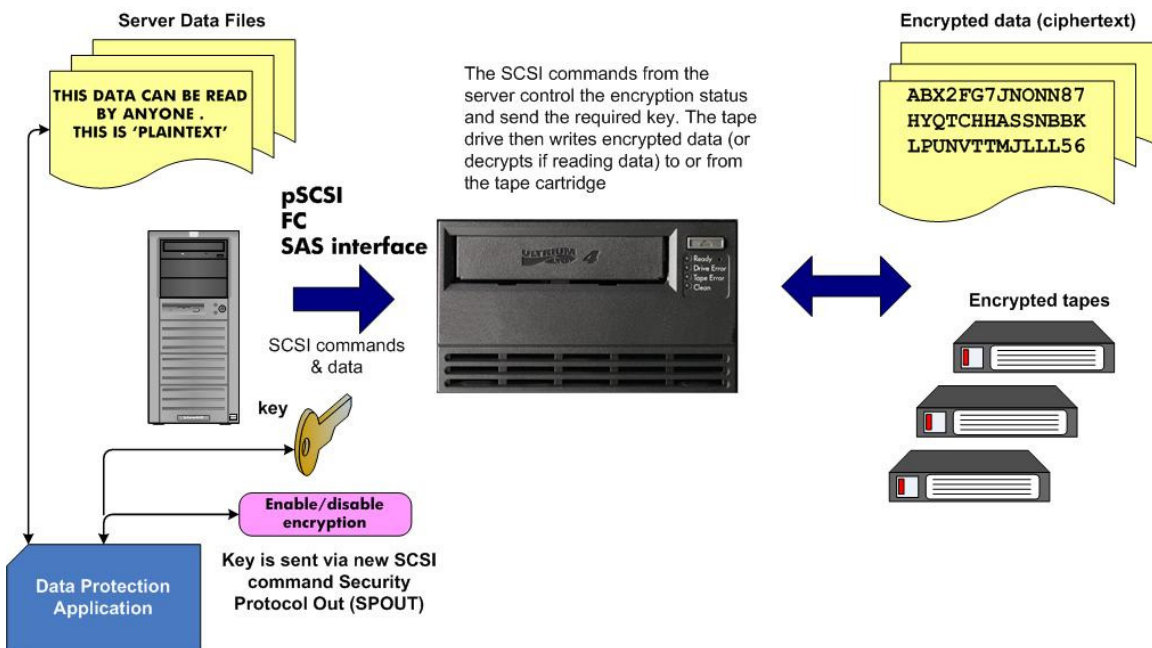 Server Data Files
THIS DATA CAN BE READ
BY ANYONE .
THIS IS 'PLAINTEXT'
The SCSI commands from the
server control the encryption status
and send the required key. The tape
drive then writes encrypted data (or
decrypts if reading data) to or from
the tape cartridge
Encrypted data (ciphertext)
ABX2FG7JNONN87
HYQTCHHASSNBBK
LPUNVTTMJLLL56
pSCSI
FC
SAS interface
SCSI commands
& data
ULTRIUM
4
Ready
Drive Error
Tape Error
Clean
Encrypted tapes
key
Enable/disable
encryption
Key is sent via new SCSI
command Security
Protocol Out (SPOUT)
Data Protection
Application